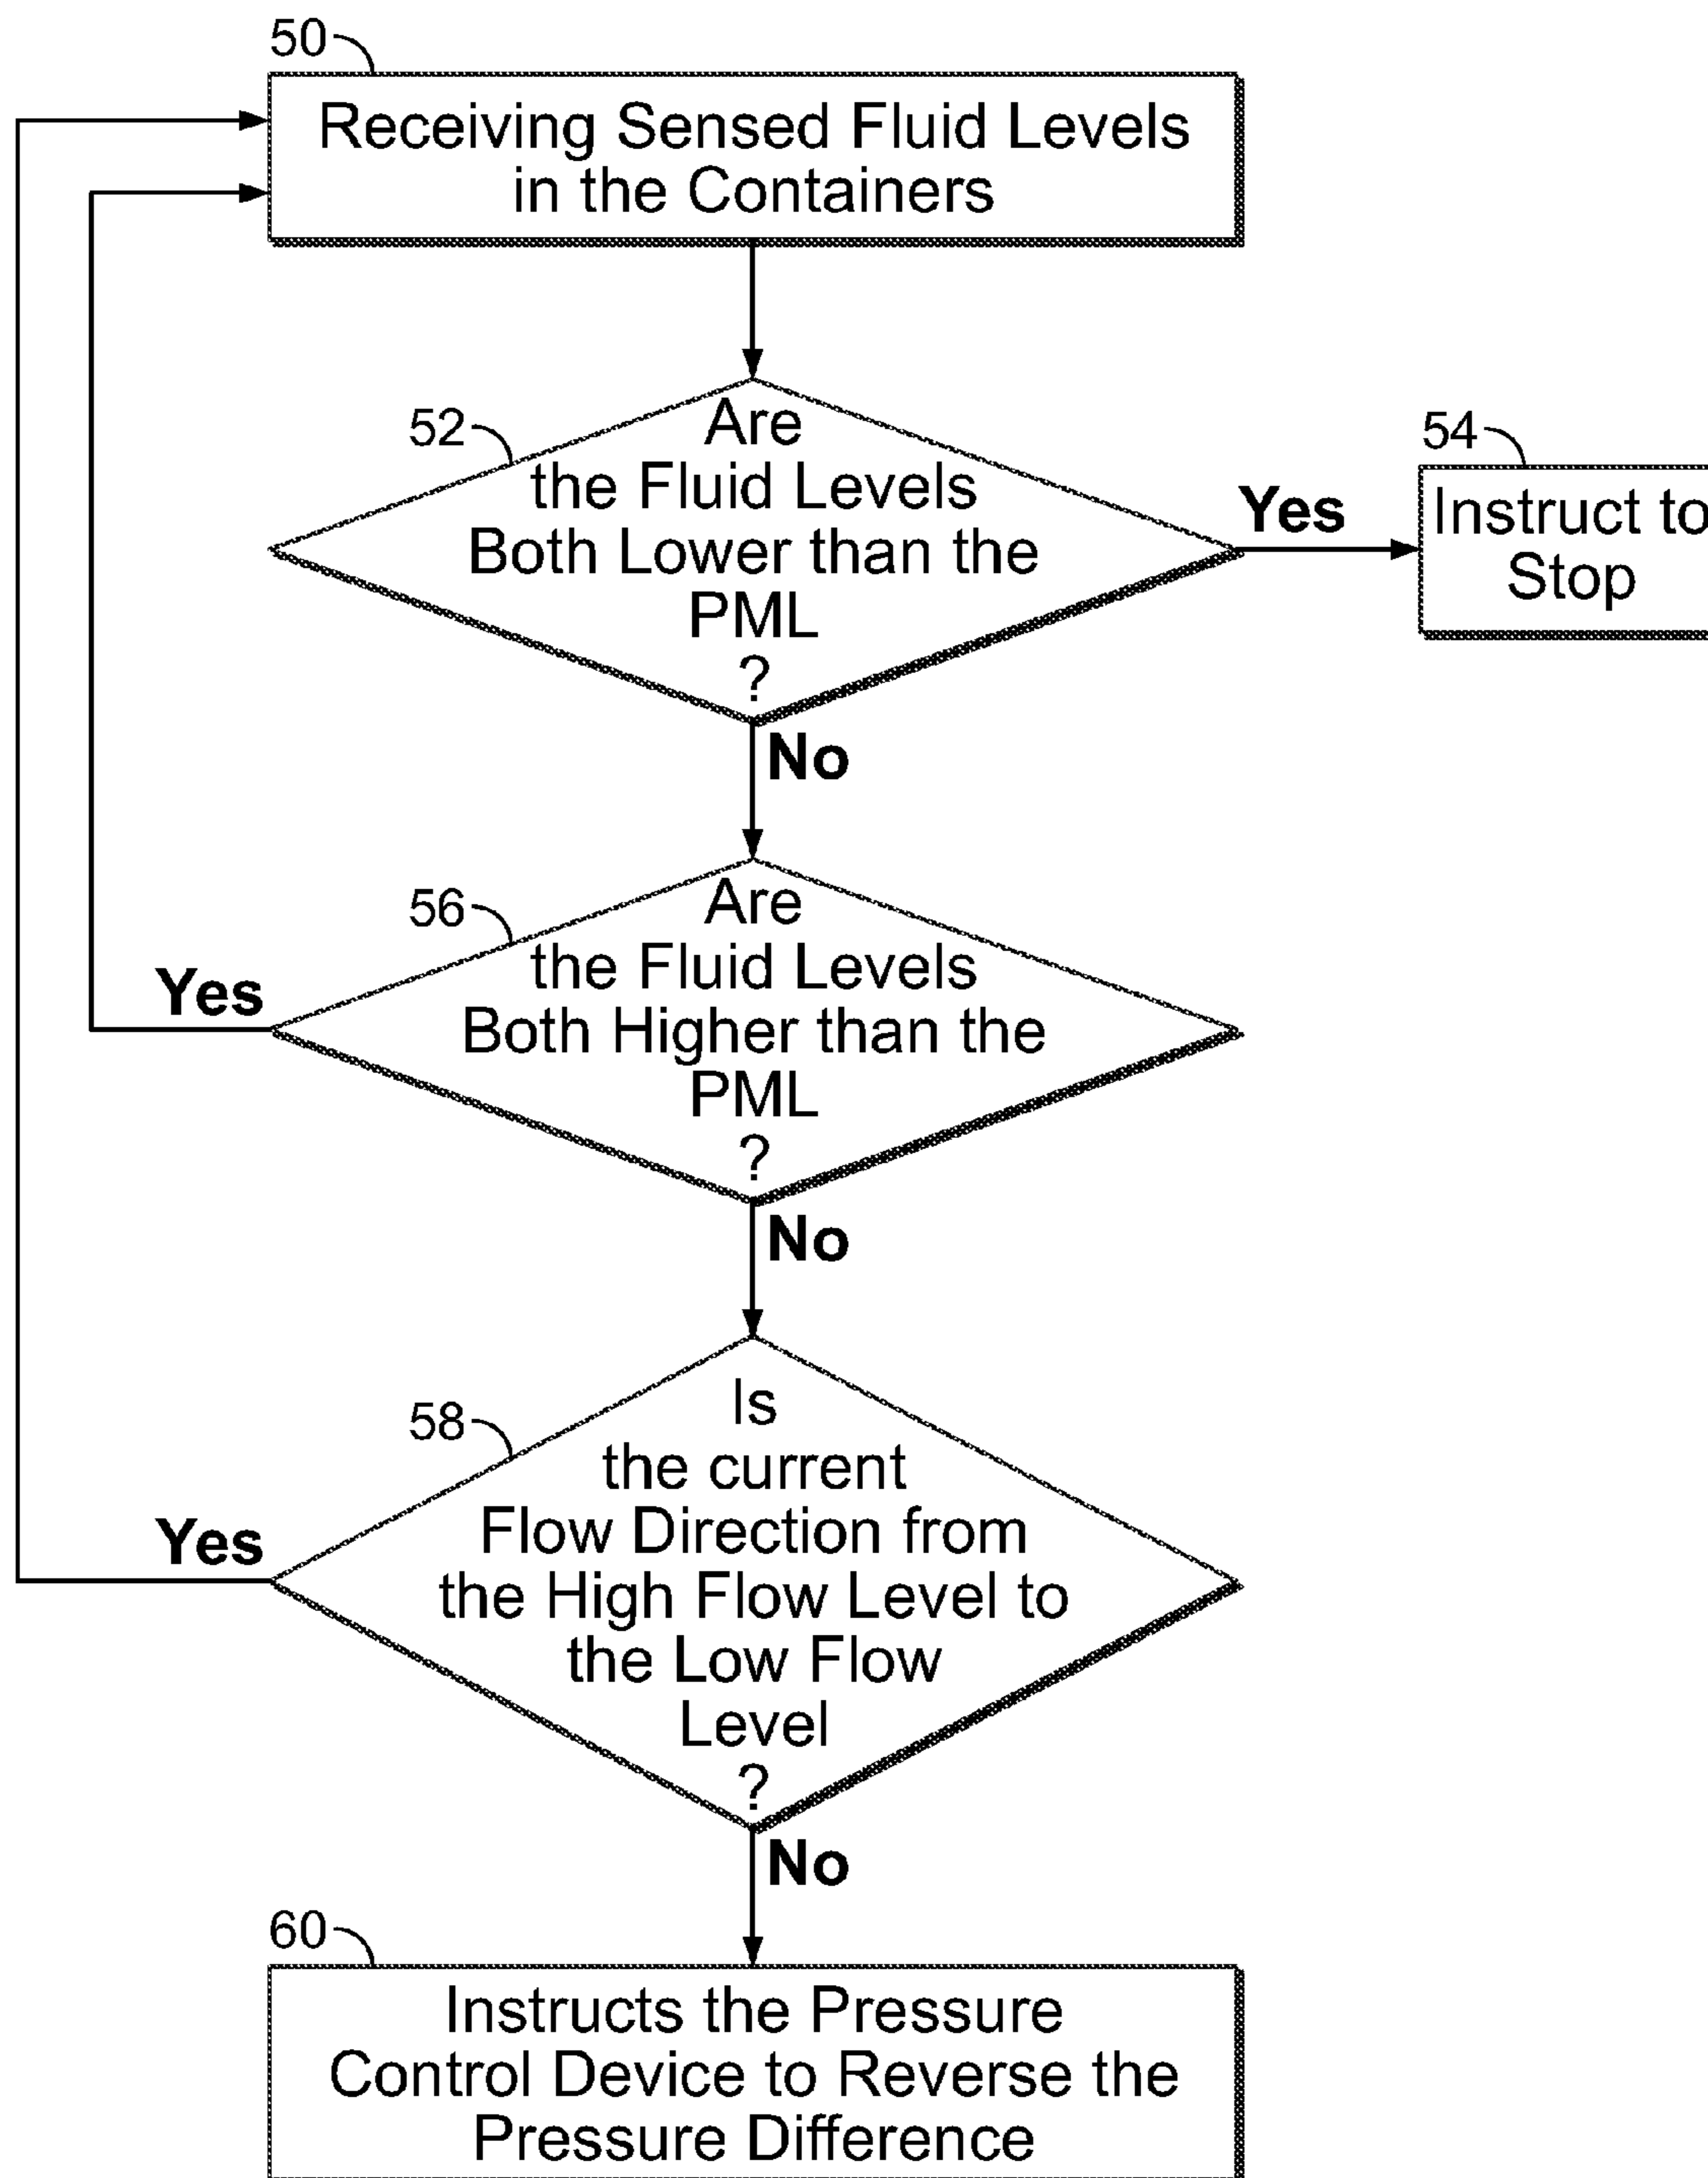 50
Receiving Sensed Fluid Levels
in the Containers
52
Are
the Fluid Levels
Both Lower than the
PML
?
Yes
54
Instruct to
Stop
No
56
Are
the Fluid Levels
Both Higher than the
PML
?
Yes
No
58
Is
the current
Flow Direction from
the High Flow Level to
the Low Flow
Level
?
Yes
No
60
Instructs the Pressure
Control Device to Reverse the
Pressure Difference